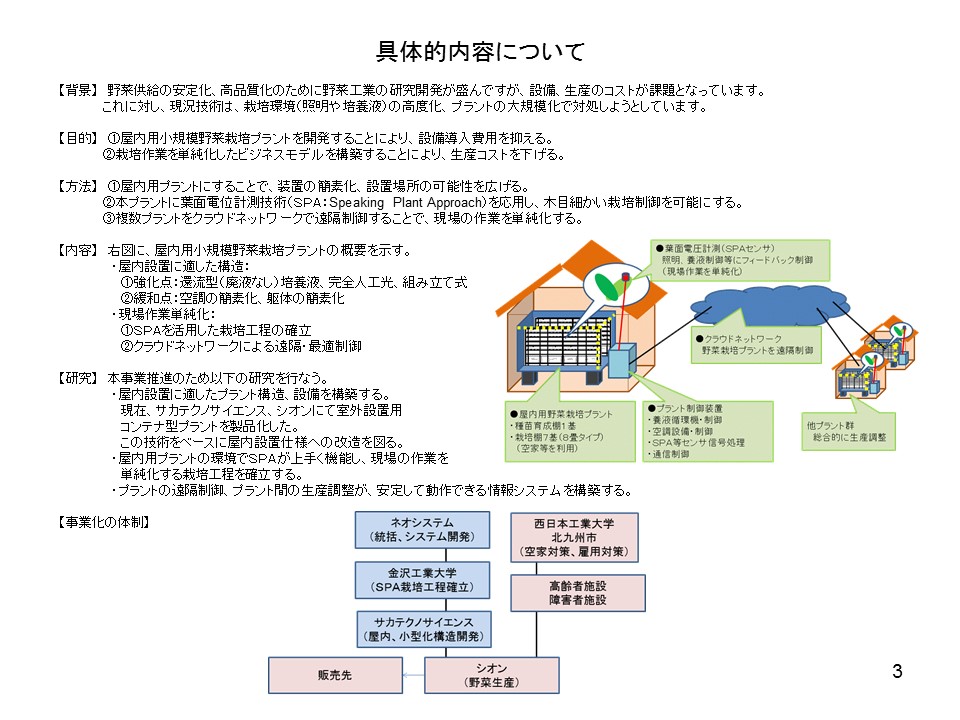 具体的内容について
【背景】 野菜供給の安定化、高品質化のために野菜工業の研究開発が盛んですが、設備、生産のコストが課題となっています。
これに対し、現況技術は、栽培環境(照明や培養液)の高度化、プラントの大規模化で対処しようとしています。
【目的】 ①屋内用小規模野菜栽培プラントを開発することにより、設備導入費用を抑える。
②栽培作業を単純化したビジネスモデルを構築することにより、生産コストを下げる。
【方法】 ①屋内用プラントにすることで、装置の簡素化、設置場所の可能性を広げる。
②本プラントに葉面電位計測技術(SPA:Speaking Plant Approach)を応用し、木目細かい栽培制御を可能にする。
③複数プラントをクラウドネットワークで遠隔制御することで、現場の作業を単純化する。
【内容】 右図に、屋内用小規模野菜栽培プラントの概要を示す。
・屋内設置に適した構造:
①強化点:還流型(廃液なし)培養液、完全人工光、組み立て式
②緩和点:空調の簡素化、躯体の簡素化
・現場作業単純化:
①SPAを活用した栽培工程の確立
②クラウドネットワークによる遠隔・最適制御
●葉面電圧計測(SPAセンサ)
照明、養液制御等にフィードバック制御
(現場作業を単純化)
●クラウドネットワーク
野菜栽培プラントを遠隔制御
●屋内用野菜栽培プラント
・種苗育成棚1基
・栽培棚7基(8畳タイプ)
(空家等を利用)
●プラント制御装置
・養液循環機・制御
・空調設備・制御
・SPA等センサ信号処理
・通信制御
他プラント群
総合的に生産調整
【研究】 本事業推進のため以下の研究を行なう。
・屋内設置に適したプラント構造、設備を構築する。
現在、サカテクノサイエンス、シオンにて室外設置用
コンテナ型プラントを製品化した。
この技術をベースに屋内設置仕様への改造を図る。
・屋内用プラントの環境でSPAが上手く機能し、現場の作業を
単純化する栽培工程を確立する。
・プラントの遠隔制御、プラント間の生産調整が、安定して動作できる情報システムを構築する。
【事業化の体制】
ネオシステム
(統括、システム開発)
金沢工業大学
(SPA栽培工程確立)
サカテクノサイエンス
(屋内、小型化構造開発)
西日本工業大学
北九州市
(空家対策、雇用対策)
高齢者施設
障害者施設
販売先
シオン
(野菜生産)
3